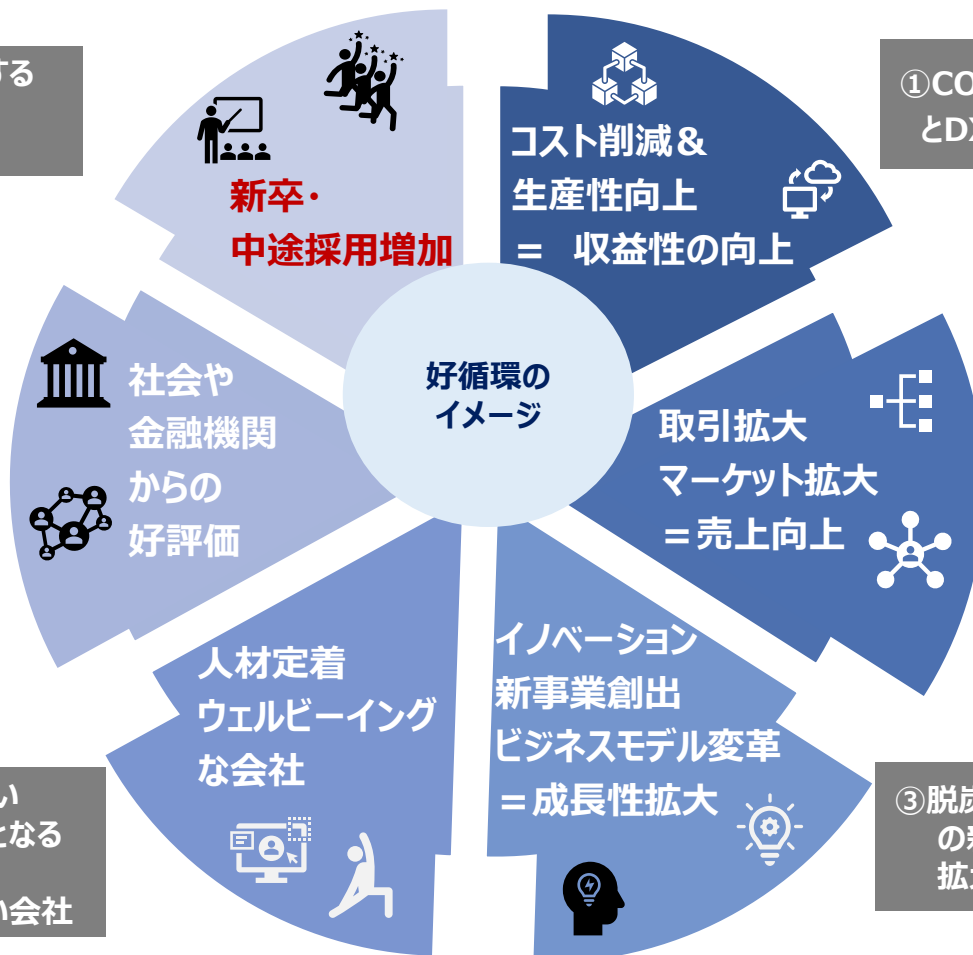 新卒・
中途採用増加
コスト削減&
生産性向上
= 収益性の向上
①CO
とDX
する
好循環の
イメージ
社会や
金融機関
からの
好評価
取引拡大
マーケット拡大
=売上向上
人材定着
ウェルビーイング
な会社
イノベーション
新事業創出
ビジネスモデル変革
=成長性拡大
い
となる
い会社
③脱炭
の新
拡大